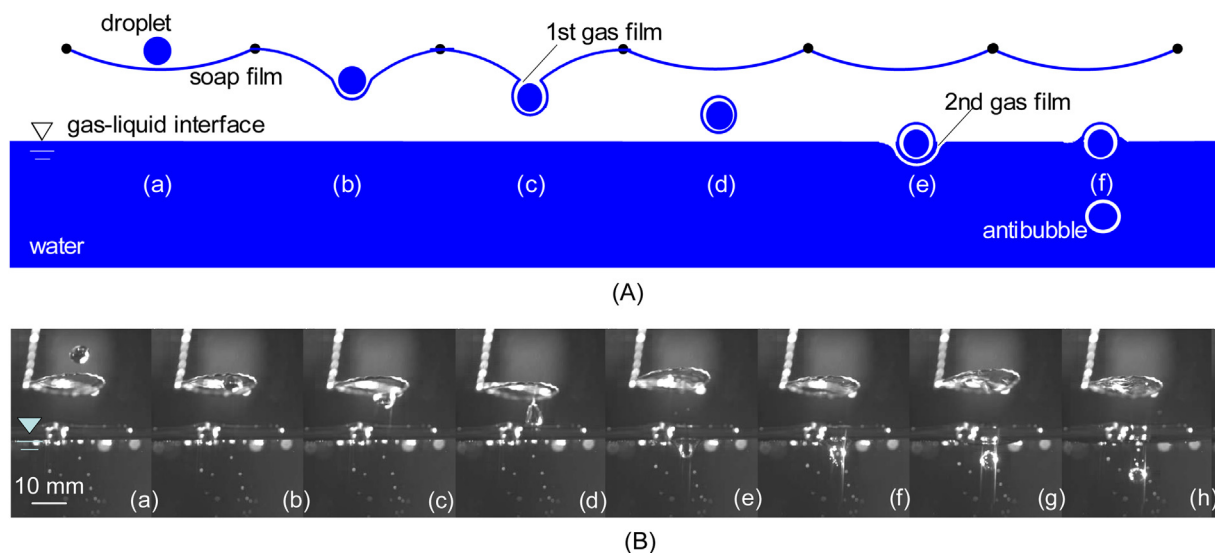 droplet
1st gas film
soap film
2nd gas film
gas-liquid interface
(a) (b) (c) (d) (e) (f)
water
antibubble
(A)
10 mm
(a) (b) (c) (d) (e) (f) (g) (h)
(B)